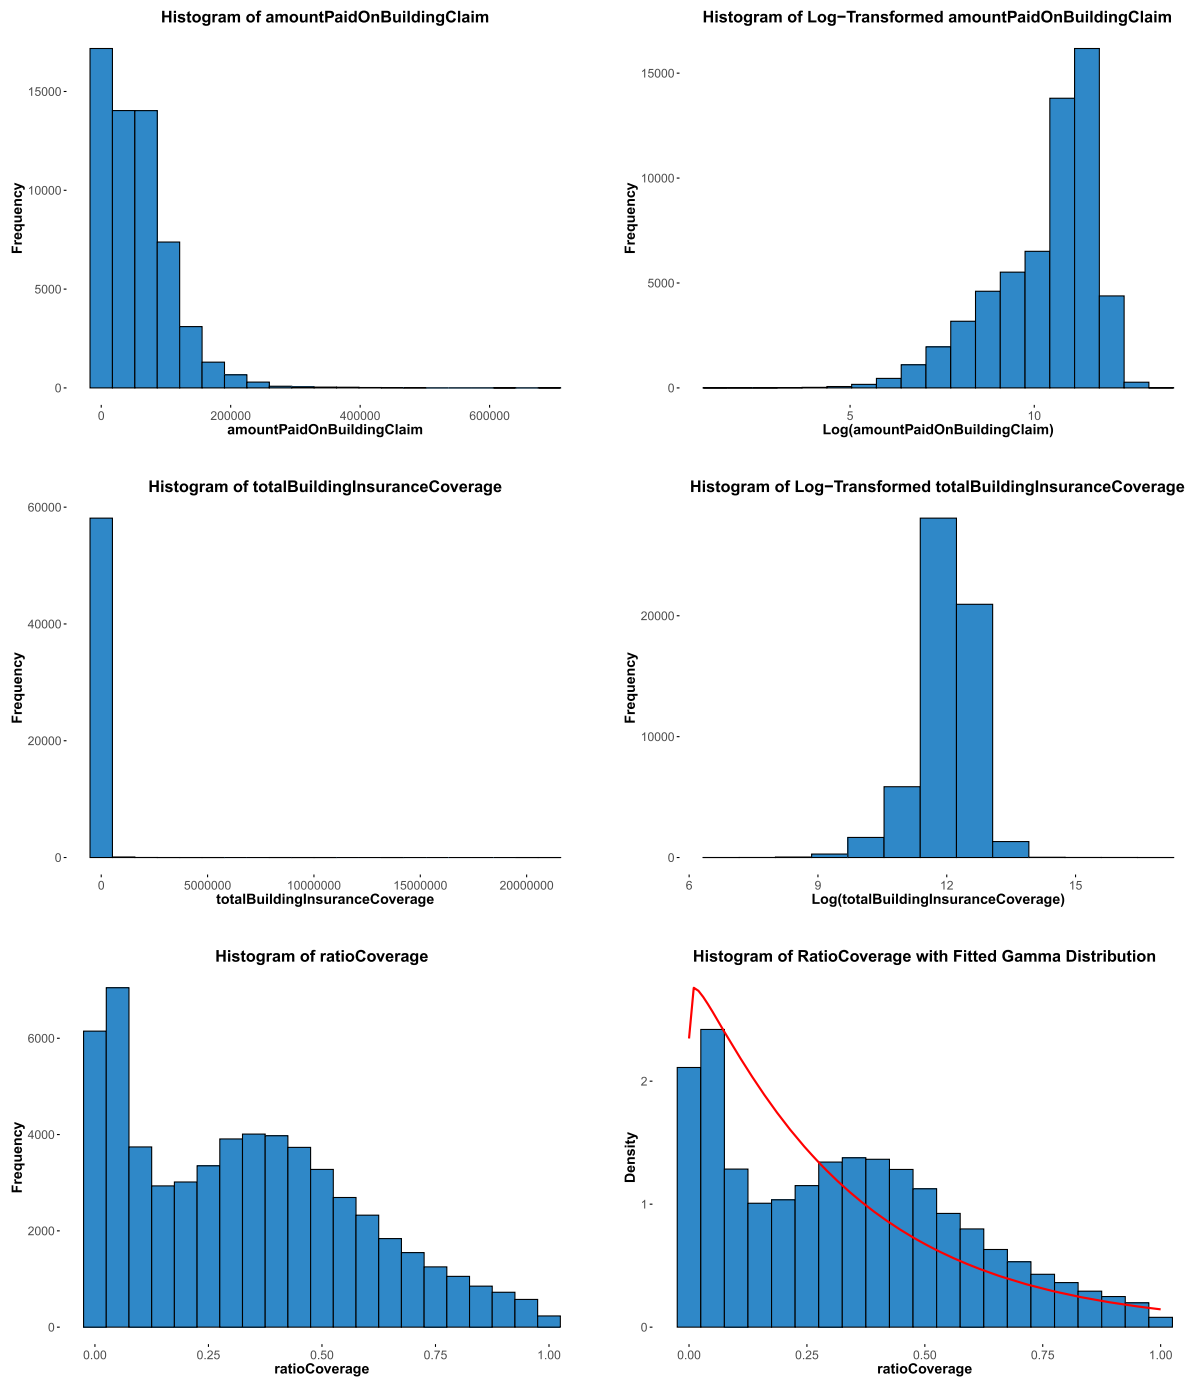 Histogram of amountPaidOnBuildingClaim
15000
10000
5000
0
Frequency
0 200000 400000 600000
amountPaidOnBuildingClaim
Histogram of Log−Transformed amountPaidOnBuildingClaim
15000
10000
5000
0
Frequency
5 10
Log(amountPaidOnBuildingClaim)
Histogram of totalBuildingInsuranceCoverage
60000
40000
20000
0
Frequency
0 5000000 10000000 15000000 20000000
totalBuildingInsuranceCoverage
Histogram of Log−Transformed totalBuildingInsuranceCoverage
20000
10000
0
Frequency
6 9 12 15
Log(totalBuildingInsuranceCoverage)
Histogram of ratioCoverage
6000
4000
2000
0
Frequency
0.00 0.25 0.50 0.75 1.00
ratioCoverage
Histogram of RatioCoverage with Fitted Gamma Distribution
2
1
0
Density
0.00 0.25 0.50 0.75 1.00
ratioCoverage